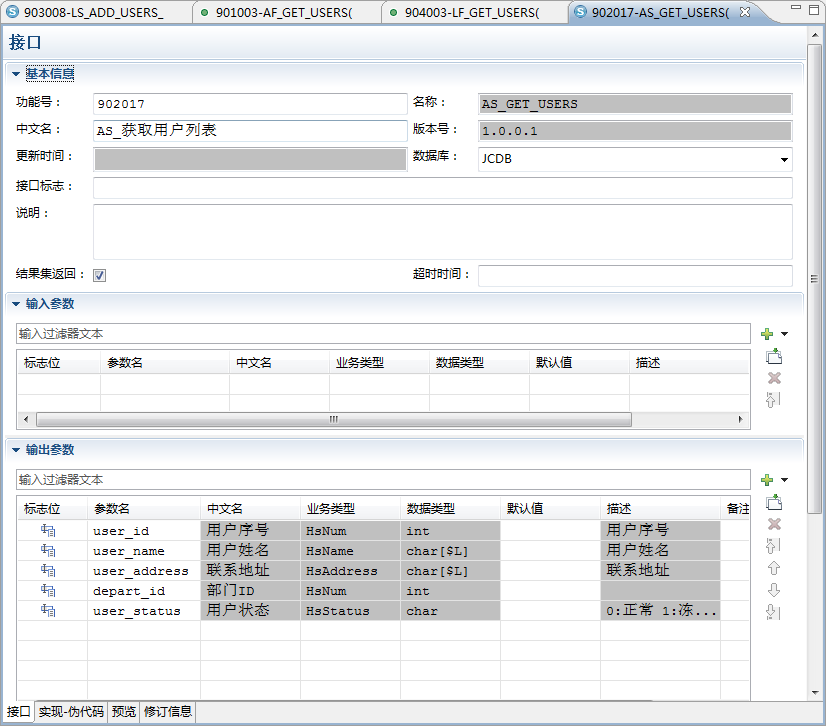 903008-LS_ADD_USERS_ 901003-AF_GET_USERS( 904003-LF_GET_USERS( 902017-AS_GET_USERS(
接口
基本信息
功能号： 902017 名称： AS_GET_USERS
中文名： AS_获取用户列表 版本号： 1.0.0.1
更新时间： 数据库： JCDB
接口标志：
说明：
结果集返回： 超时时间：
输入参数
输入过滤器文本
标志位 参数名 中文名 业务类型 数据类型 默认值 描述
输出参数
输入过滤器文本
标志位 参数名 中文名 业务类型 数据类型 默认值 描述 备注
user_id 用户序号 HsNum int 用户序号
user_name 用户姓名 HsName char[$L] 用户姓名
user_address 联系地址 HsAddress char[$L] 联系地址
depart_id 部门ID HsNum int
user_status 用户状态 HsStatus char 0:正常 1:冻...
接口 实现-伪代码 预览 修订信息